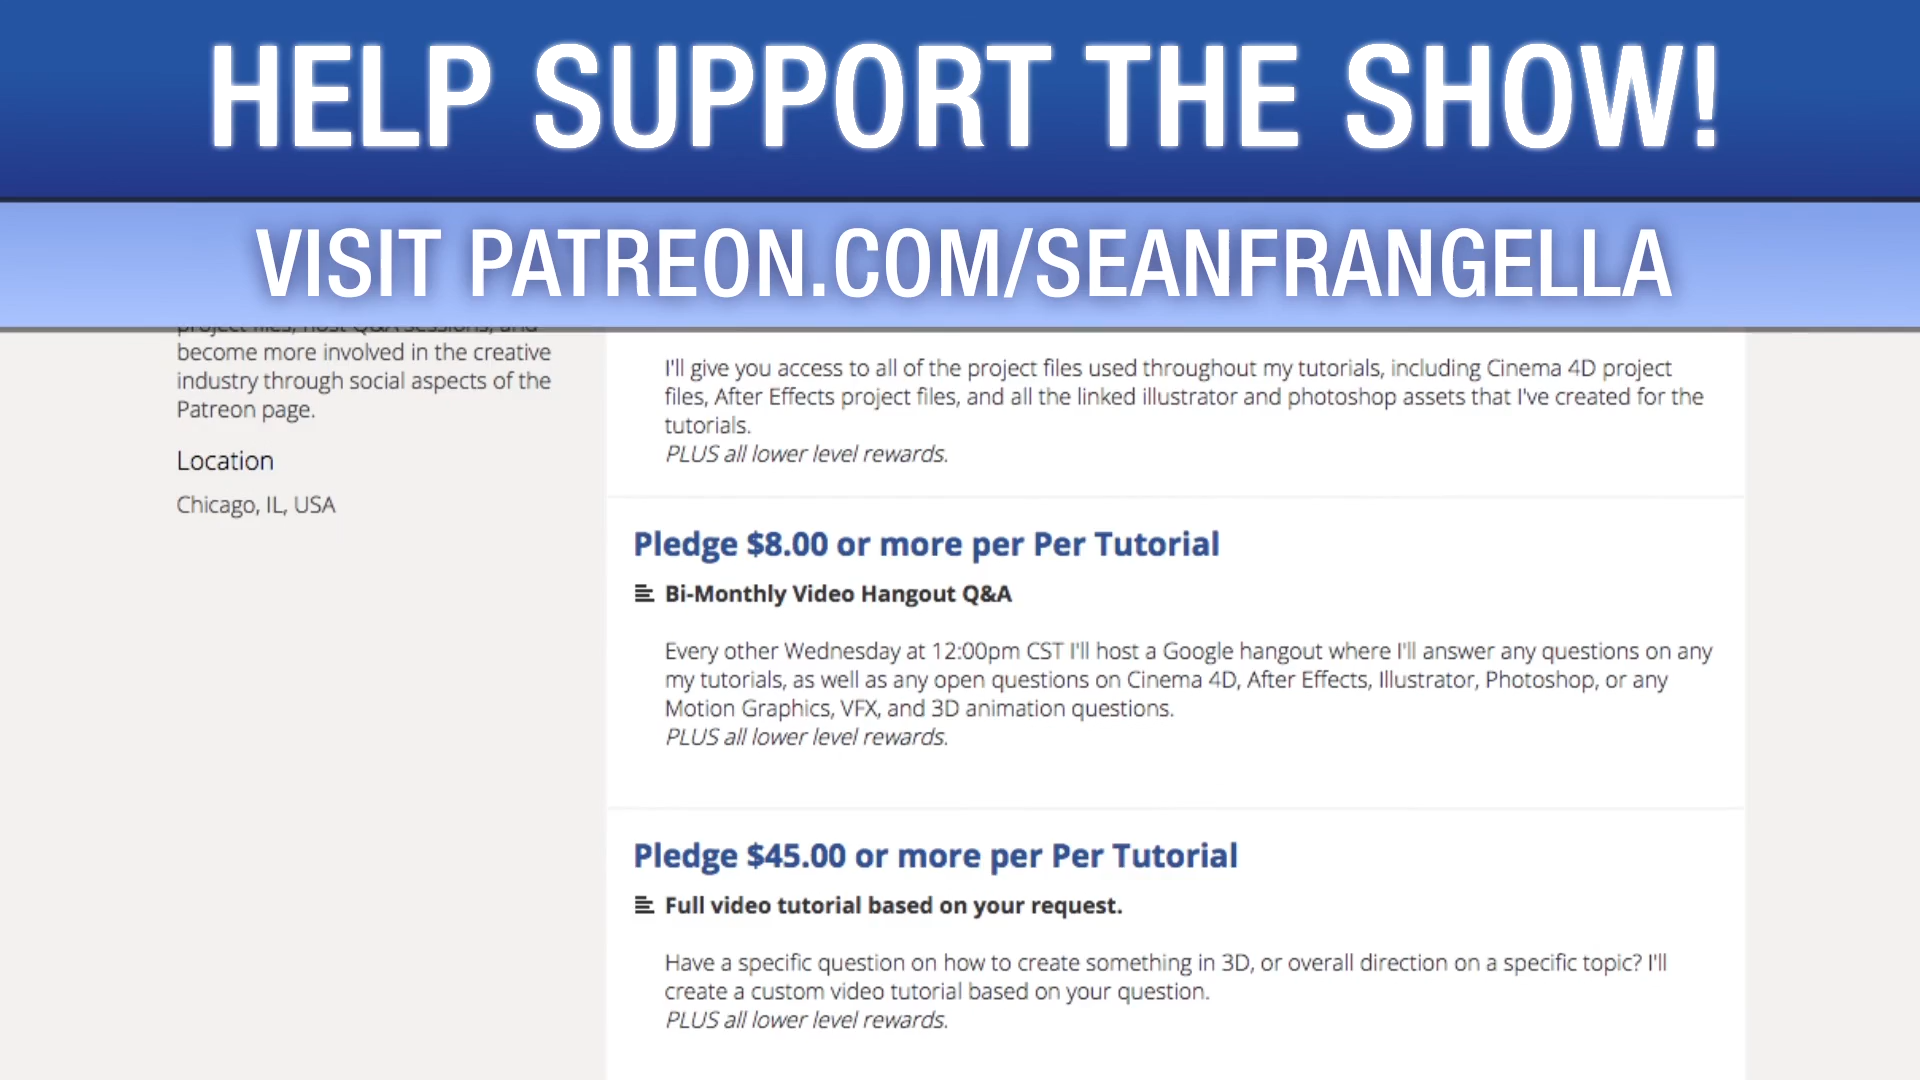 HELP SUPPORT THE SHOW!
VISIT PATREON.COM/SEANFRANGELLA
project files, host Q&A sessions, and
become more involved in the creative
industry through social aspects of the
Patreon page.
Location
Chicago, IL, USA
I'll give you access to all of the project files used throughout my tutorials, including Cinema 4D project
files, After Effects project files, and all the linked illustrator and photoshop assets that I've created for the
tutorials.
PLUS all lower level rewards.
Pledge $8.00 or more per Per Tutorial
Bi-Monthly Video Hangout Q&A
Every other Wednesday at 12:00pm CST I'll host a Google hangout where I'll answer any questions on any
my tutorials, as well as any open questions on Cinema 4D, After Effects, Illustrator, Photoshop, or any
Motion Graphics, VFX, and 3D animation questions.
PLUS all lower level rewards.
Pledge $45.00 or more per Per Tutorial
Full video tutorial based on your request.
Have a specific question on how to create something in 3D, or overall direction on a specific topic? I'll
create a custom video tutorial based on your question.
PLUS all lower level rewards.